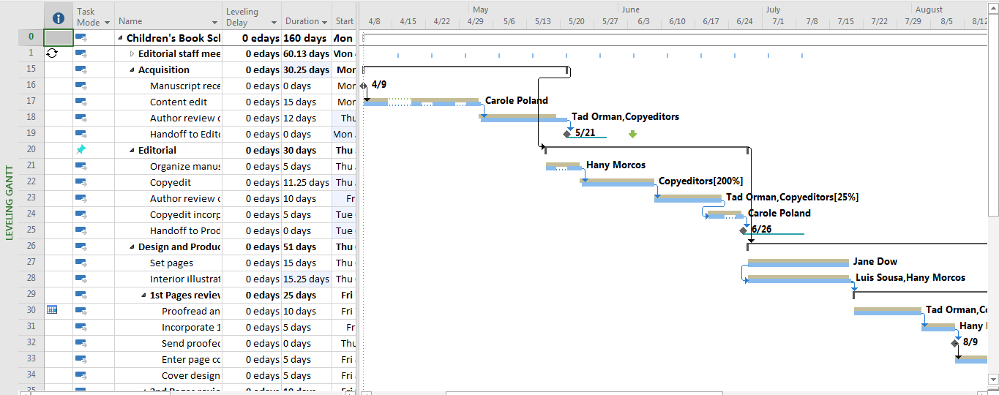 May June July August
Task Mode Name Leveling Delay Duration Start 4/8 4/15 4/22 4/29 5/6 5/13 5/20 5/27 6/3 6/10 6/17 6/24 7/1 7/8 7/15 7/22 7/29 8/5 8/12
0 Children's Book Scl 0 edays 160 days Mon
1 Editorial staff mee 0 edays 60.13 days Mon
15 Acquisition 0 edays 30.25 days Mon
16 Manuscript rece 0 edays 0 days Mon 4/9
17 Content edit 0 edays 15 days Mon Carole Poland
18 Author review c 0 edays 12 days Thu Tad Orman,Copyeditors
19 Handoff to Edito 0 edays 0 days Mon 5/21
20 Editorial 0 edays 30 days Thu
21 Organize manus 0 edays 5 days Thu Hany Morcos
22 Copyedit 0 edays 11.25 days Thu Copyeditors[200%]
23 Author review c 0 edays 10 days Fr Tad Orman,Copyeditors[25%]
24 Copyedit incorp 0 edays 5 days Tue Carole Poland
25 Handoff to Prod 0 edays 0 days Tue 6/26
26 Design and Produc 0 edays 51 days Thu
27 Set pages 0 edays 15 days Thu Jane Dow
28 Interior illustrat 0 edays 15.25 days Thu Luis Sousa,Hany Morcos
29 1st Pages review 0 edays 25 days Fri
30 Proofread an 0 edays 10 days Fri Tad Orman,Co
31 Incorporate 1 0 edays 5 days Fr Hany
32 Send proofec 0 edays 0 days Thu 8/9
33 Enter page cc 0 edays 5 days Fri
34 Cover design 0 edays 5 days Fri
LEVELING GANTT